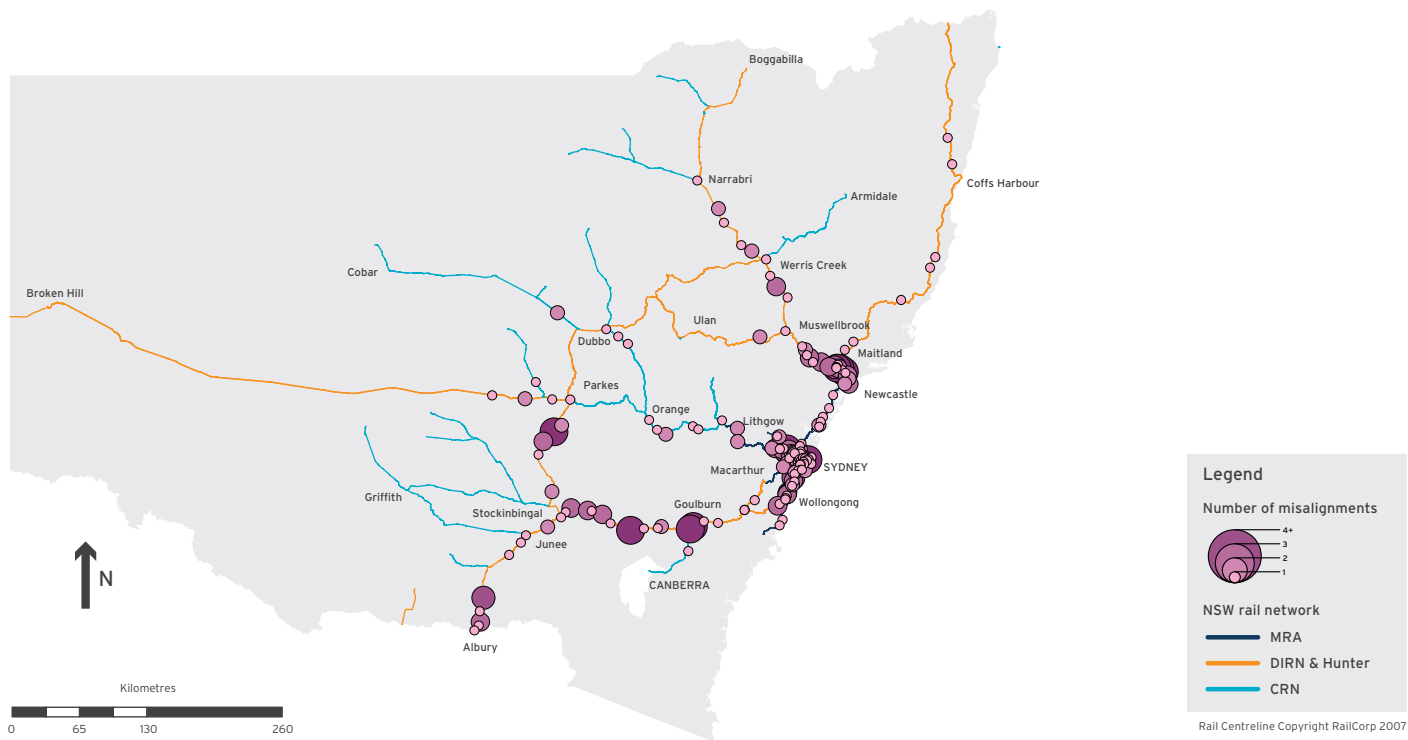 Boggabilla
Narrabri
Coffs Harbour
Armidale
Cobar
Werris Creek
Broken Hill
Ulan
Muswellbrook
Dubbo
Maitland
Parkes
Newcastle
Orange
Lithgow
Macarthur
SYDNEY
Griffith
Goulburn
Wollongong
Stockinbingal
Junee
CANBERRA
Albury
N
Kilometres
0 65 130 260
Legend
Number of misalignments
4+
3
2
1
NSW rail network
MRA
DIRN & Hunter
CRN
Rail Centreline Copyright RailCorp 2007